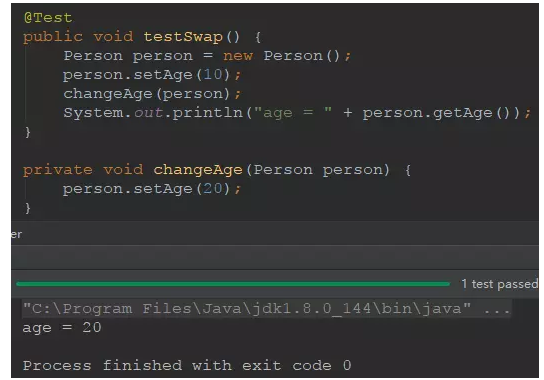 @Test
public void testSwap() {
    Person person = new Person();
    person.setAge(10);
    changeAge(person);
    System.out.println("age = " + person.getAge());
}

private void changeAge(Person person) {
    person.setAge(20);
}
er
1 test passed
"C:\Program Files\Java\jdk1.8.0_144\bin\java" ...
age = 20

Process finished with exit code 0